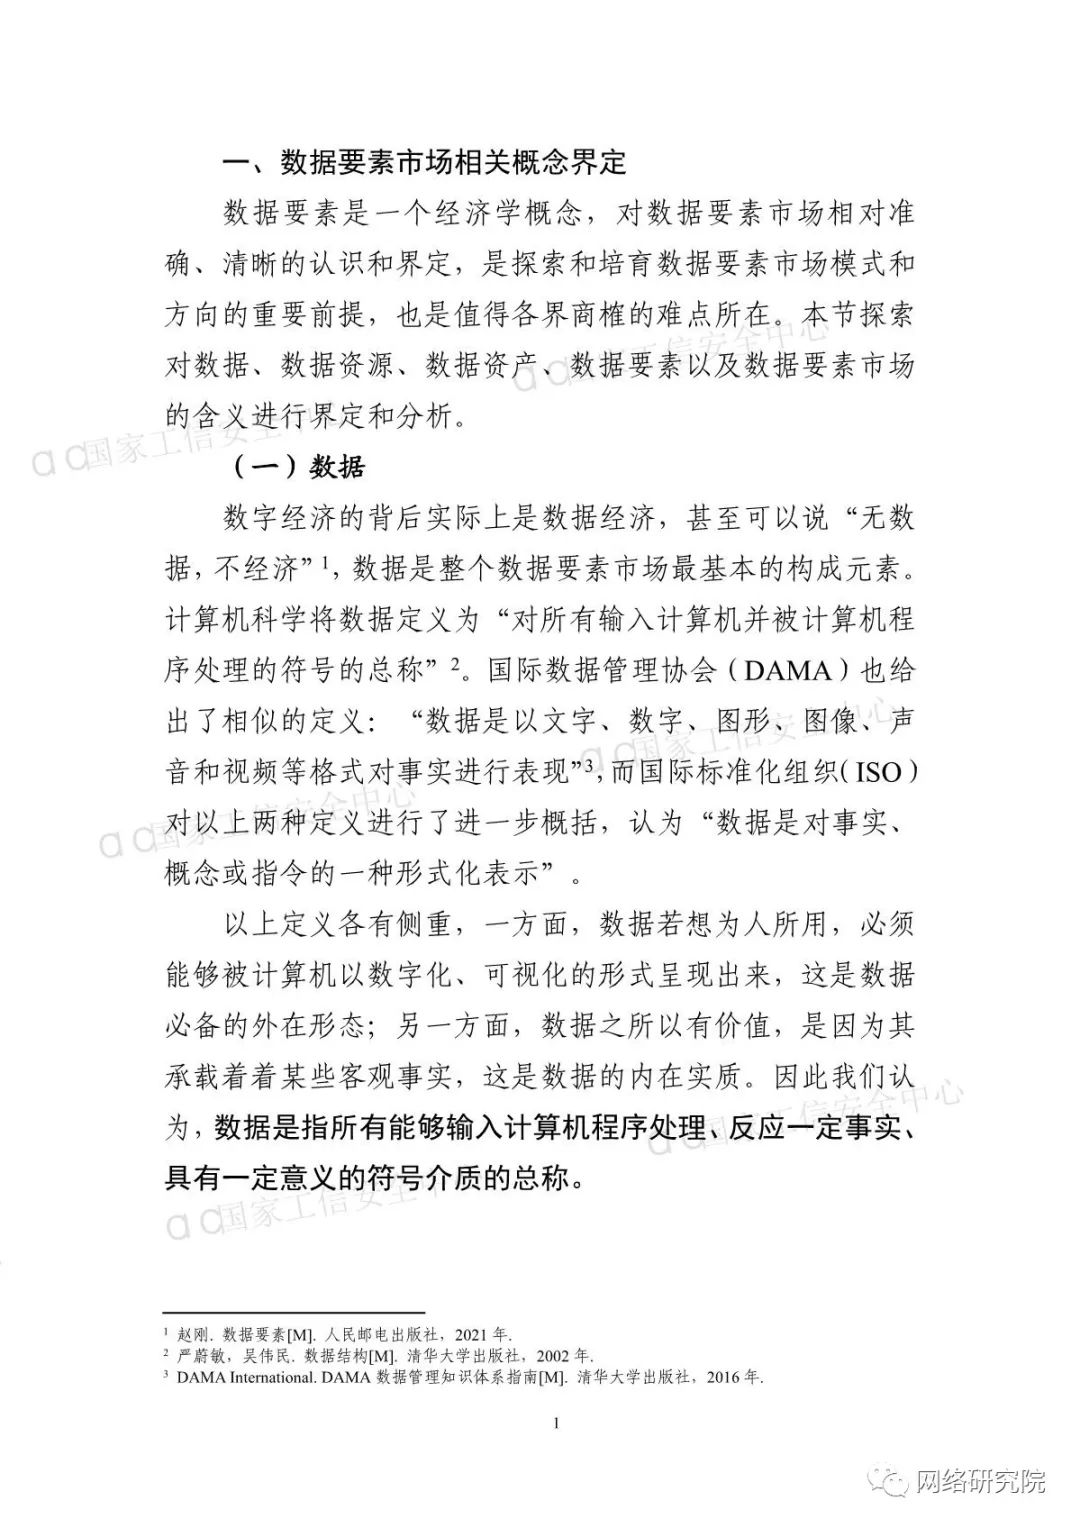 一、数据要素市场相关概念界定
数据要素是一个经济学概念，对数据要素市场相对准
确、清晰的认识和界定，是探索和培育数据要素市场模式和
方向的重要前提，也是值得各界商榷的难点所在。本节探索
对数据、数据资源、数据资产、数据要素以及数据要素市场
的含义进行界定和分析。
（一）数据
数字经济的背后实际上是数据经济，甚至可以说“无数
据，不经济”1，数据是整个数据要素市场最基本的构成元素。
计算机科学将数据定义为“对所有输入计算机并被计算机程
序处理的符号的总称”2。国际数据管理协会（DAMA）也给
出了相似的定义：“数据是以文字、数字、图形、图像、声
音和视频等格式对事实进行表现”3，而国际标准化组织（ISO）
对以上两种定义进行了进一步概括，认为“数据是对事实、
概念或指令的一种形式化表示”。
以上定义各有侧重，一方面，数据若想为人所用，必须
能够被计算机以数字化、可视化的形式呈现出来，这是数据
必备的外在形态；另一方面，数据之所以有价值，是因为其
承载着着某些客观事实，这是数据的内在实质。因此我们认
为，数据是指所有能够输入计算机程序处理、反应一定事实、
具有一定意义的符号介质的总称。
1 赵刚. 数据要素[M]. 人民邮电出版社，2021 年.
2 严蔚敏，吴伟民. 数据结构[M]. 清华大学出版社，2002 年.
3 DAMA International. DAMA 数据管理知识体系指南[M]. 清华大学出版社，2016 年.
1
国家工信安全中心
国家工信安全中心
国家工信安全中心
国家工信安全中心
国家工信安全中心
国家工信安全中心
网络研究院